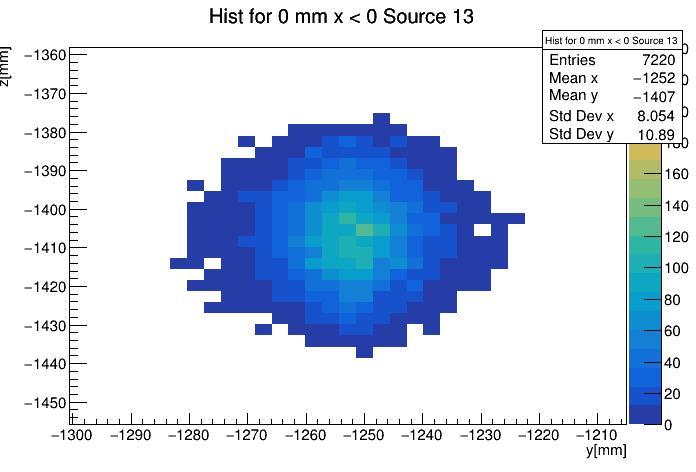 Hist for 0 mm x < 0 Source 13
Hist for 0 mm x < 0 Source 13
Entries 7220
Mean x −1252
Mean y −1407
Std Dev x 8.054
Std Dev y 10.89
z[mm]
−1360
−1370
−1380
−1390
−1400
−1410
−1420
−1430
−1440
−1450
−1300 −1290 −1280 −1270 −1260 −1250 −1240 −1230 −1220 −1210
y[mm]
160
140
120
100
80
60
40
20
0